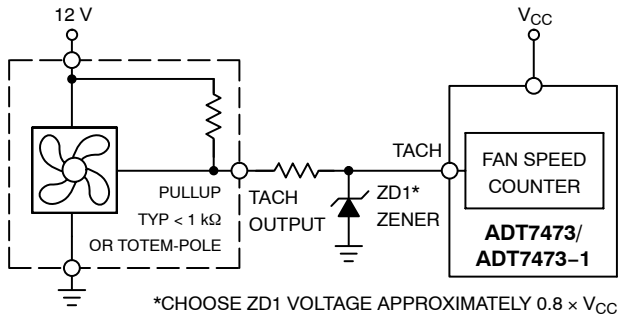 12 V
V_CC
TACH
FAN SPEED
COUNTER
PULLUP
TYP < 1 kΩ
OR TOTEM-POLE
TACH
OUTPUT
ZD1*
ZENER
ADT7473/
ADT7473–1
*CHOOSE ZD1 VOLTAGE APPROXIMATELY 0.8 × V_CC